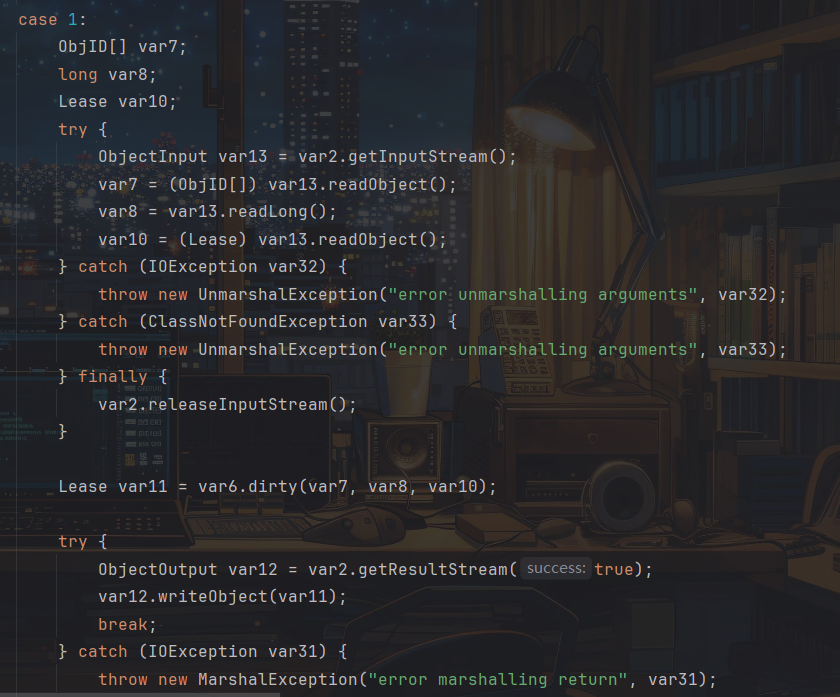 case 1:
    ObjID[] var7;
    long var8;
    Lease var10;
    try {
        ObjectInput var13 = var2.getInputStream();
        var7 = (ObjID[]) var13.readObject();
        var8 = var13.readLong();
        var10 = (Lease) var13.readObject();
    } catch (IOException var32) {
        throw new UnmarshalException("error unmarshalling arguments", var32);
    } catch (ClassNotFoundException var33) {
        throw new UnmarshalException("error unmarshalling arguments", var33);
    } finally {
        var2.releaseInputStream();
    }

    Lease var11 = var6.dirty(var7, var8, var10);

    try {
        ObjectOutput var12 = var2.getResultStream( success: true);
        var12.writeObject(var11);
        break;
    } catch (IOException var31) {
        throw new MarshalException("error marshalling return", var31);